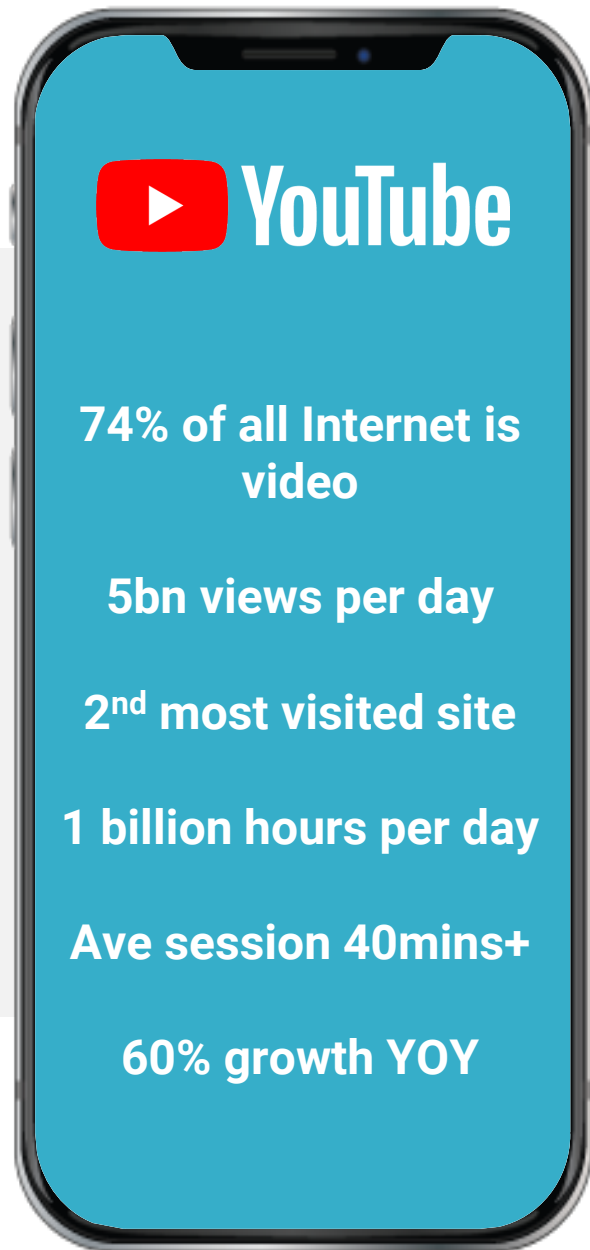 YouTube
74% of all Internet is
video
5bn views per day
2nd most visited site
1 billion hours per day
Ave session 40mins+
60% growth YOY